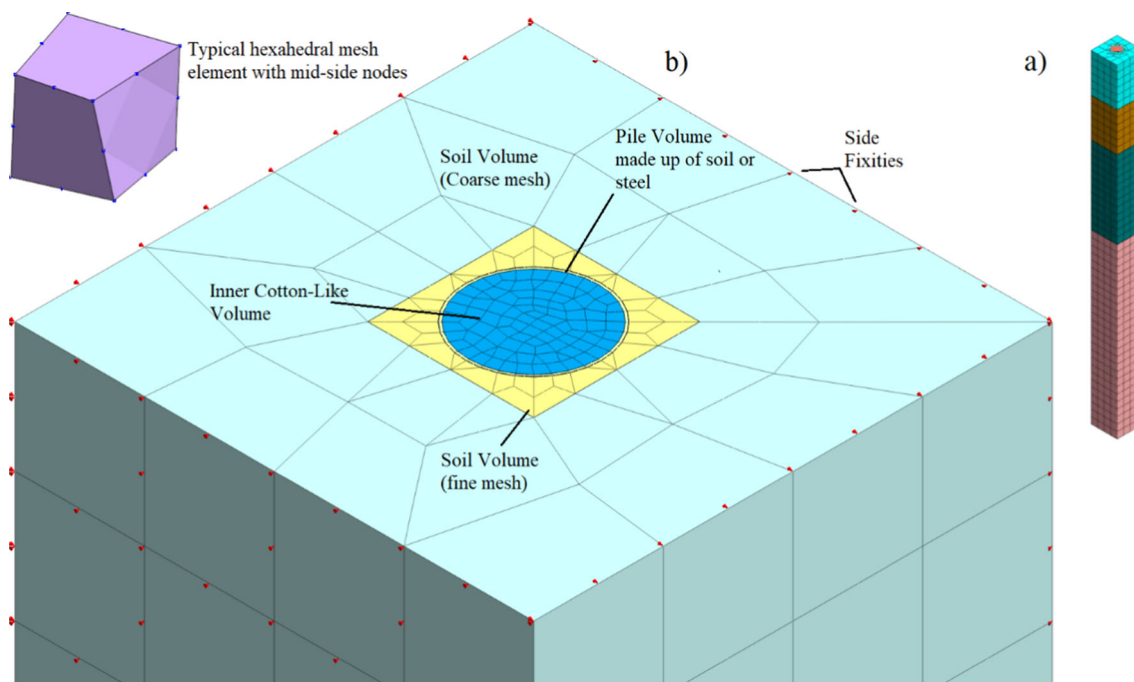 Typical hexahedral mesh
element with mid-side nodes
b)
a)
Soil Volume
(Coarse mesh)
Pile Volume
made up of soil or
steel
Side
Fixities
Inner Cotton-Like
Volume
Soil Volume
(fine mesh)